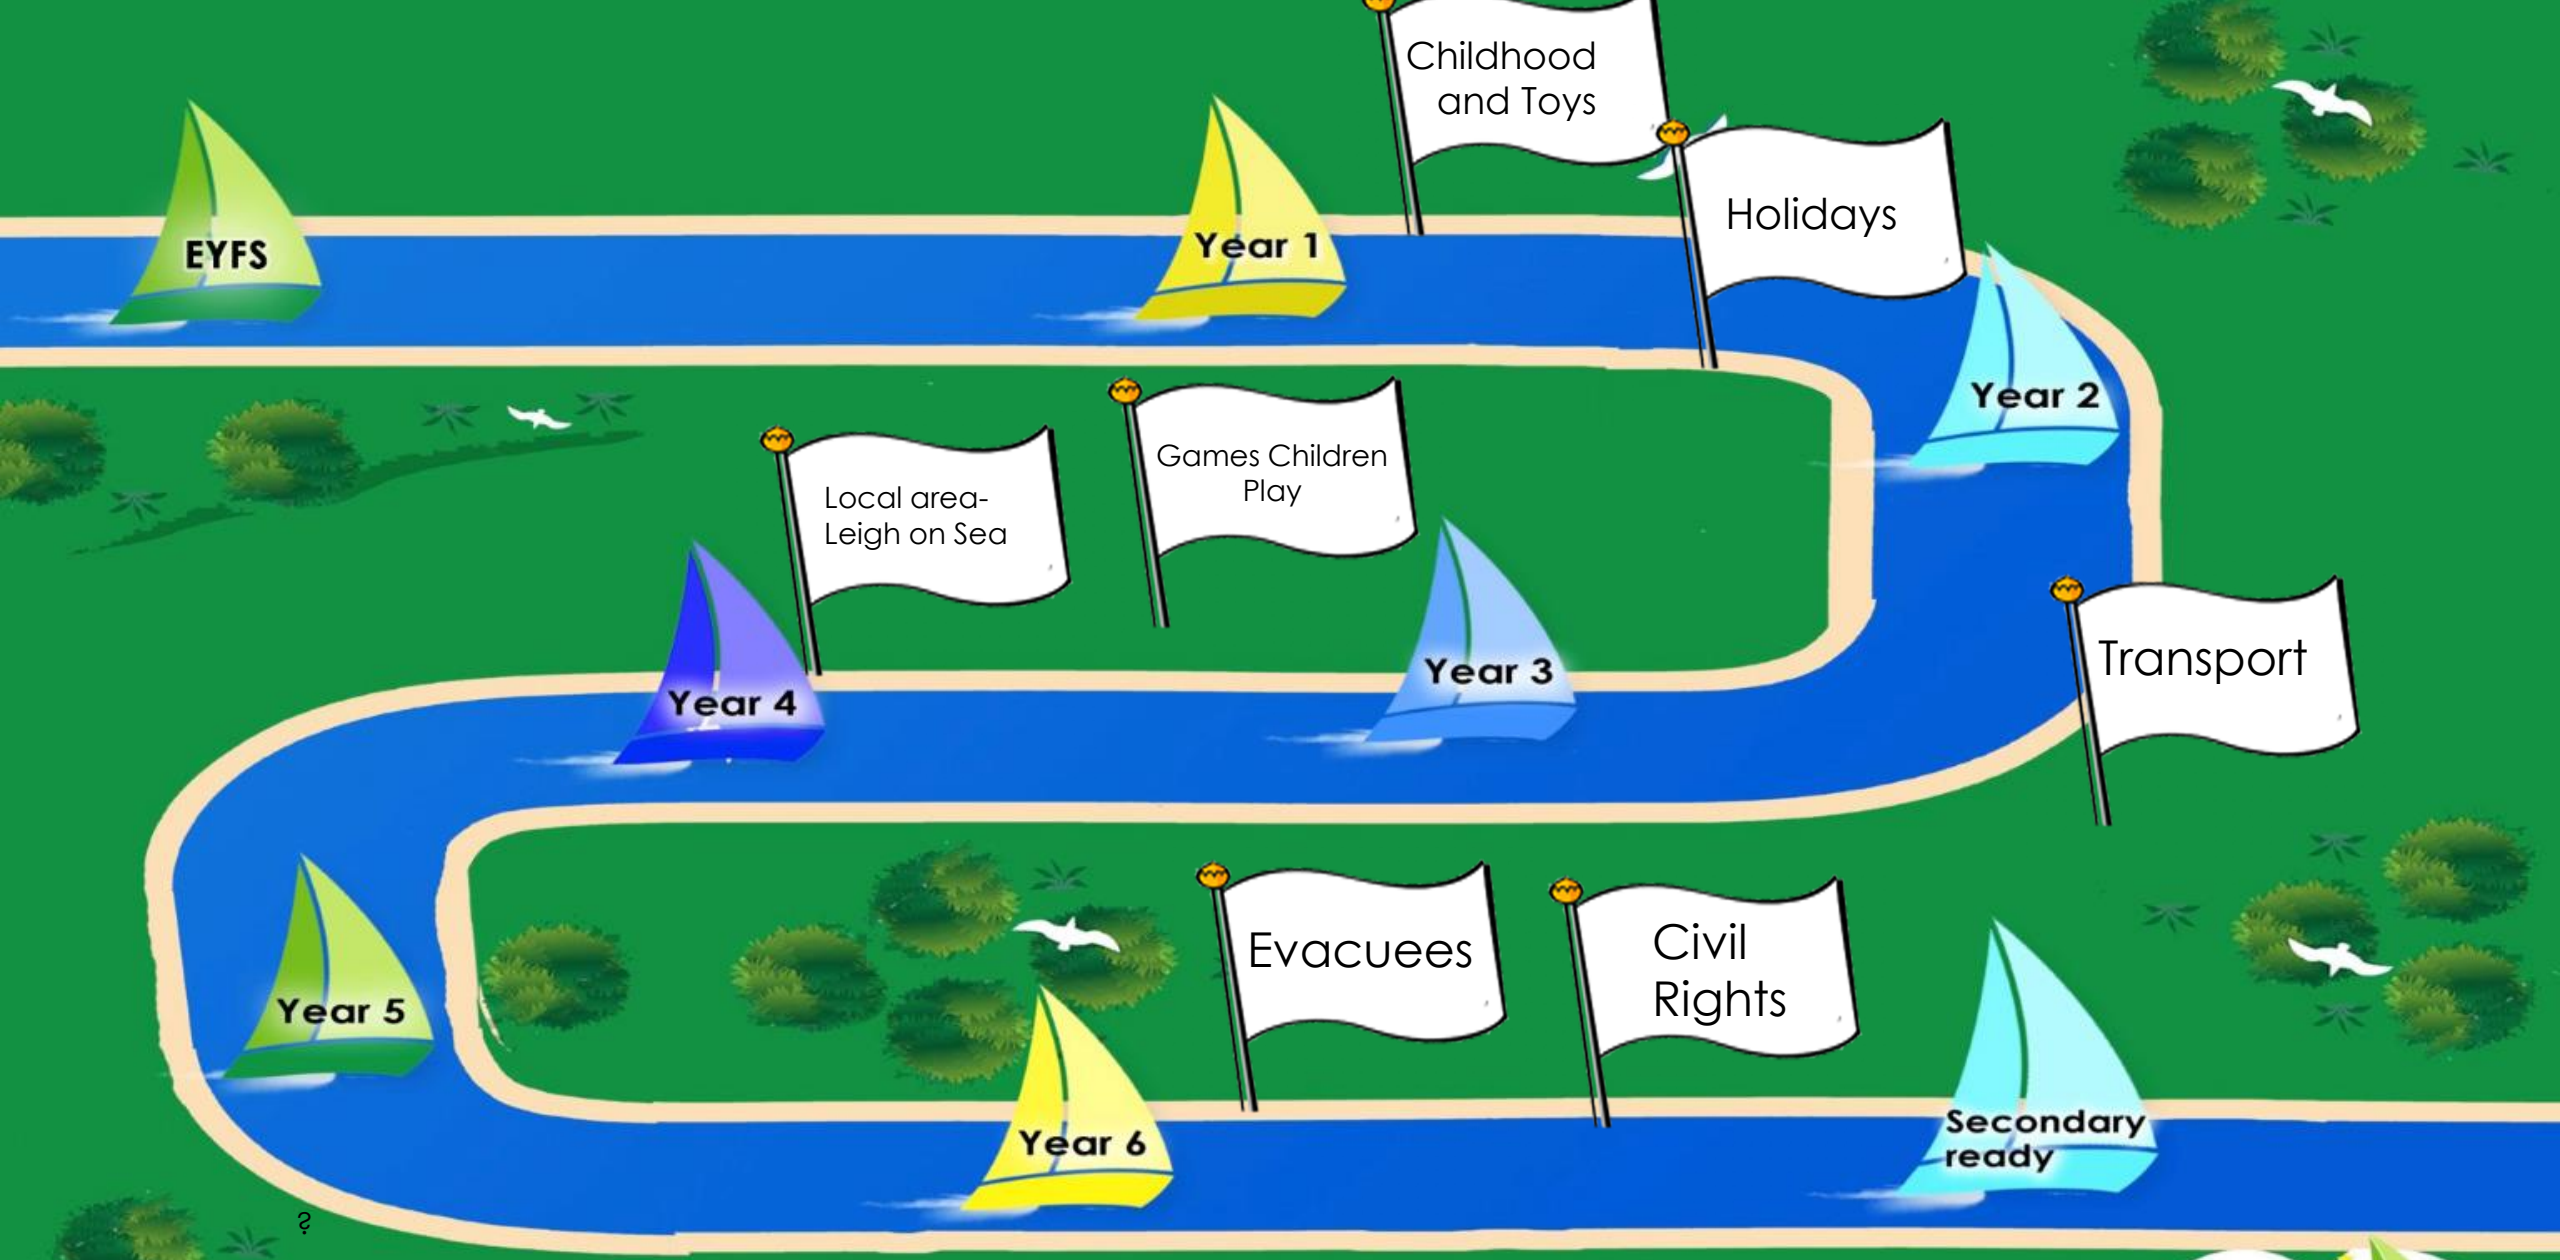 Childhood
and Toys
EYFS
Year 1
Holidays
Year 2
Games Children
Play
Local area-
Leigh on Sea
Transport
Year 3
Year 4
Evacuees
Civil
Rights
Year 5
Year 6
Secondary
ready
?